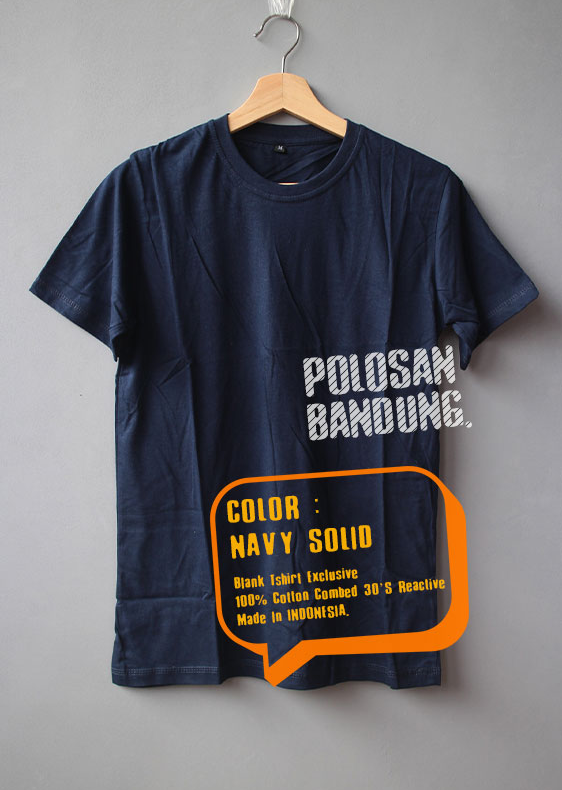 M
POLOSAN
BANDUNG.
COLOR :
NAVY SOLID
Blank Tshirt Exclusive
100% Cotton Combed 30'S Reactive
Made In INDONESIA.